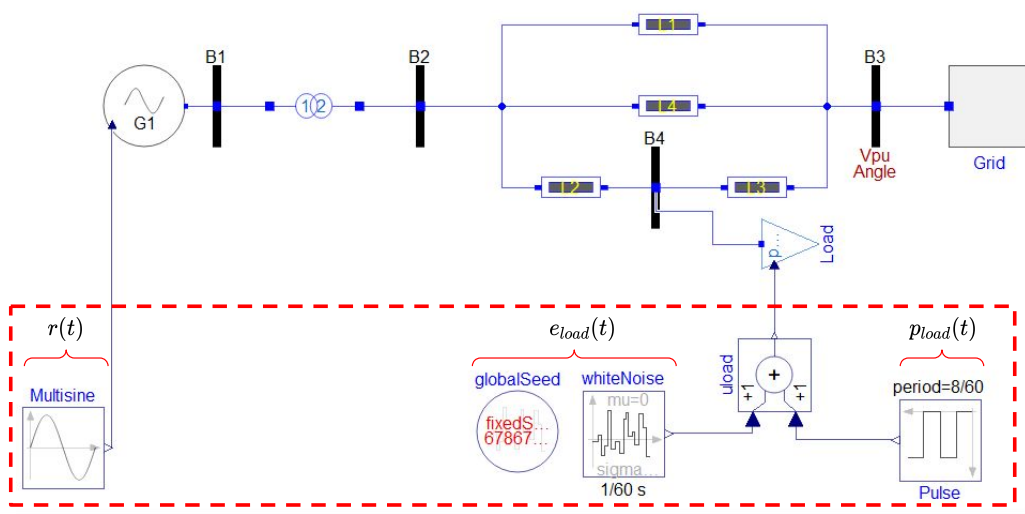 L1
B1
B2
B3
G1
1 2
L4
B4
Vpu
Angle
Grid
L2
L3
p...
Load
r(t)
e_load(t)
p_load(t)
Multisine
globalSeed
whiteNoise
uload
+
+1
+1
period=8/60
fixedS...
67867...
mu=0
sigma...
1/60 s
Pulse